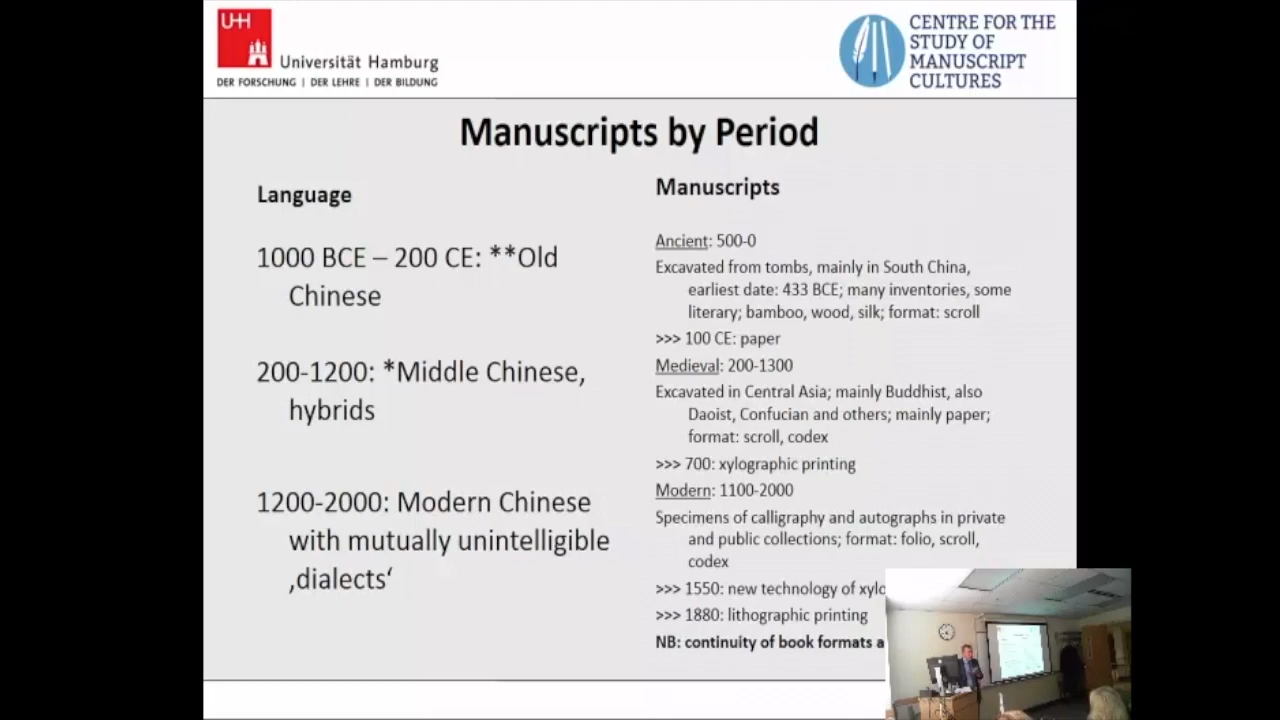 UHH
Universität Hamburg
DER FORSCHUNG | DER LEHRE | DER BILDUNG
CENTRE FOR THE
STUDY OF
MANUSCRIPT
CULTURES
Manuscripts by Period
Language
1000 BCE – 200 CE: **Old
Chinese
200-1200: *Middle Chinese,
hybrids
1200-2000: Modern Chinese
with mutually unintelligible
‚dialects‘
Manuscripts
Ancient: 500-0
Excavated from tombs, mainly in South China,
earliest date: 433 BCE; many inventories, some
literary; bamboo, wood, silk; format: scroll
>>> 100 CE: paper
Medieval: 200-1300
Excavated in Central Asia; mainly Buddhist, also
Daoist, Confucian and others; mainly paper;
format: scroll, codex
>>> 700: xylographic printing
Modern: 1100-2000
Specimens of calligraphy and autographs in private
and public collections; format: folio, scroll,
codex
>>> 1550: new technology of xylo
>>> 1880: lithographic printing
NB: continuity of book formats a